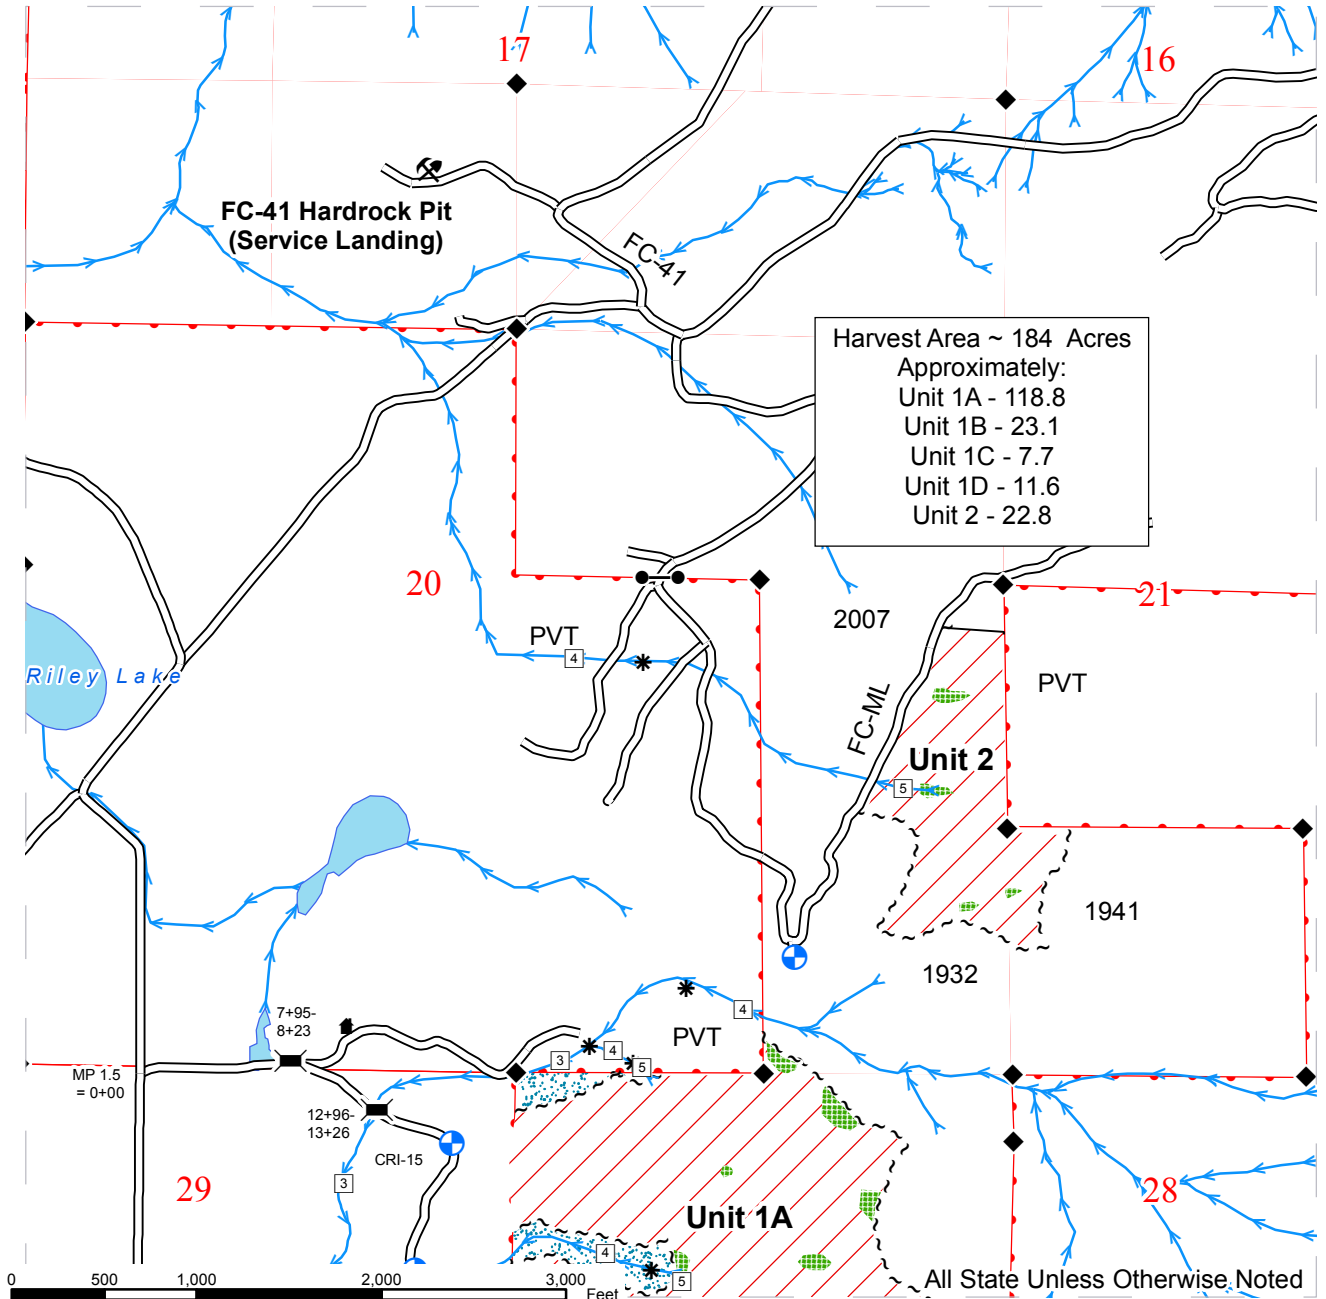 17
16
FC-41 Hardrock Pit
(Service Landing)
FC-41
Harvest Area ~ 184 Acres
Approximately:
Unit 1A - 118.8
Unit 1B - 23.1
Unit 1C - 7.7
Unit 1D - 11.6
Unit 2 - 22.8
20
21
2007
PVT
4
PVT
Riley Lake
FC-ML
Unit 2
5
1941
1932
7+95-
8+23
4
PVT
3
4
5
MP 1.5
= 0+00
12+96-
13+26
CRI-15
3
29
28
Unit 1A
4
5
All State Unless Otherwise Noted
0 500 1,000 2,000 3,000
Feet